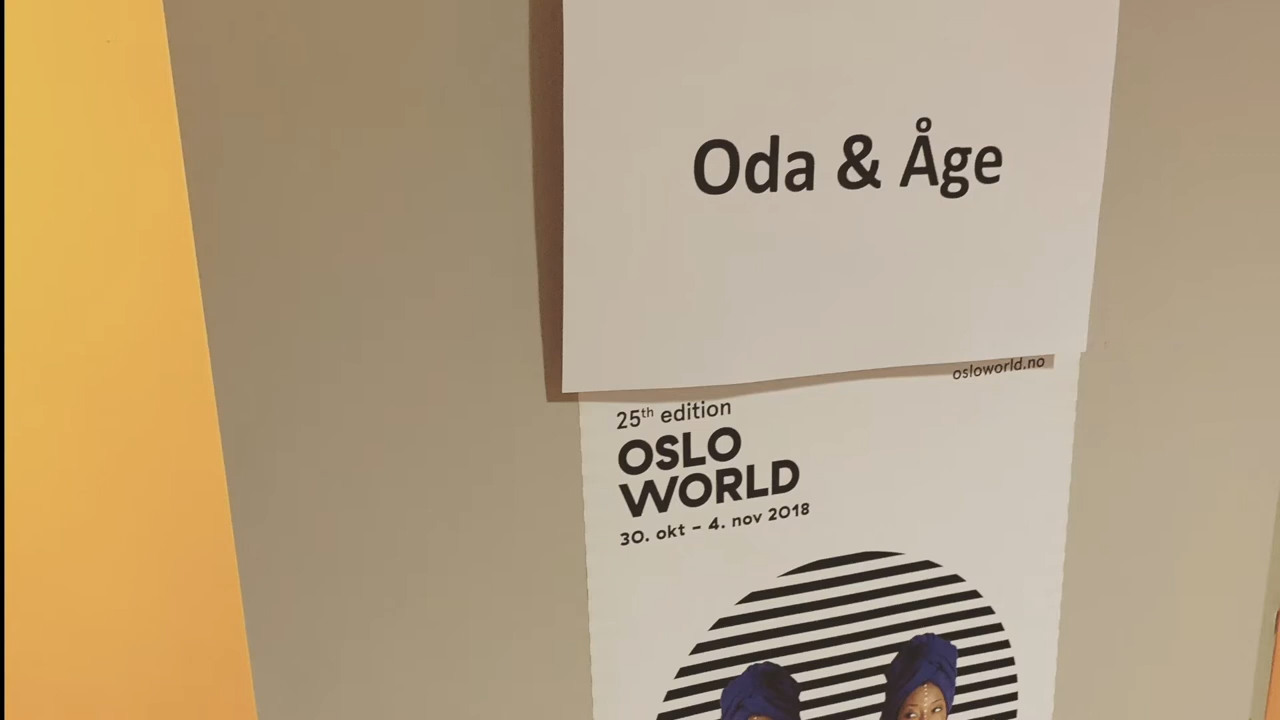 Oda & Åge
osloworld.no
25th edition
OSLO
WORLD
30. okt – 4. nov 2018